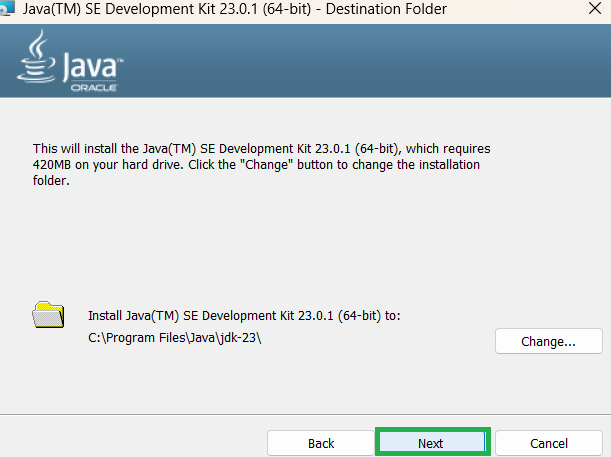 Java(TM) SE Development Kit 23.0.1 (64-bit) - Destination Folder
Java™
ORACLE
This will install the Java(TM) SE Development Kit 23.0.1 (64-bit), which requires
420MB on your hard drive. Click the "Change" button to change the installation
folder.
Install Java(TM) SE Development Kit 23.0.1 (64-bit) to:
C:\Program Files\Java\jdk-23\
Change...
Back
Next
Cancel